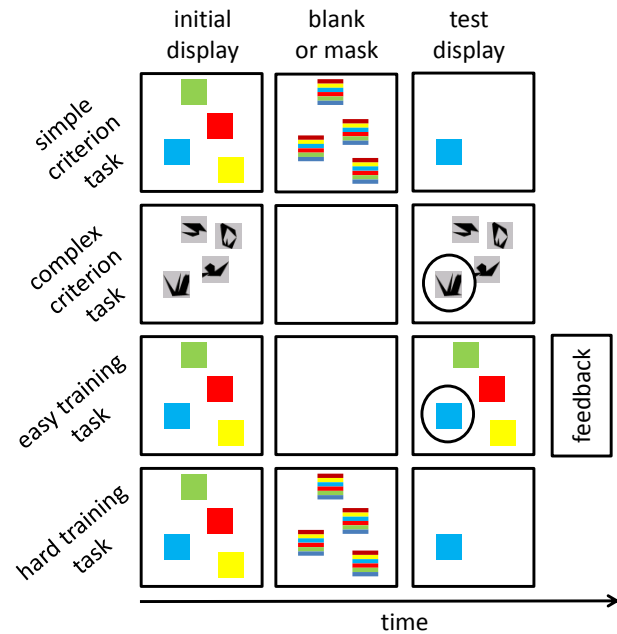 initial
display
blank
or mask
test
display
simple
criterion
task
complex
criterion
task
easy training
task
feedback
hard training
task
time